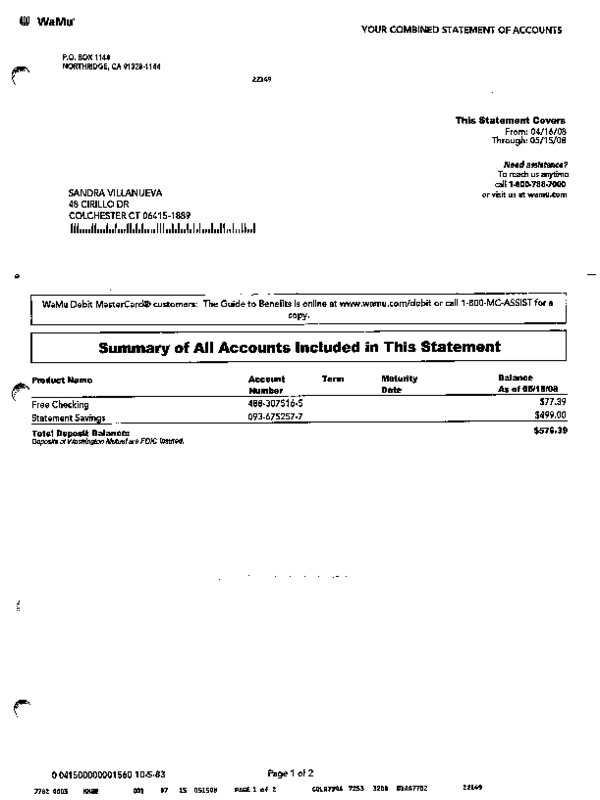 WaMu
YOUR COMBINED STATEMENT OF ACCOUNTS
P.O. BOX 1144
NORTHRIDGE, CA 91328-1144
22149
This Statement Covers
From: 04/16/08
Through: 05/15/08
Need assistance?
To reach us anytime
call 1-800-788-7000
or visit us at wamu.com
SANDRA VILLANUEVA
48 CIRILLO DR
COLCHESTER CT 06415-1889
WaMu Debit MasterCard® customers: The Guide to Benefits is online at www.wamu.com/debit or call 1-800-MC-ASSIST for a
copy.
Summary of All Accounts Included in This Statement
Product Name Account Number Term Maturity Date Balance As of 05/15/08
Free Checking 488-307516-5 $77.39
Statement Savings 093-675257-7 $499.00
Total Deposit Balances $576.39
Deposits at Washington Mutual are FDIC Insured.
0 041500000001560 10-5-83 Page 1 of 2
7782 0003 001 07 15 051508 PAGE 1 of 2 7253 3200 22149